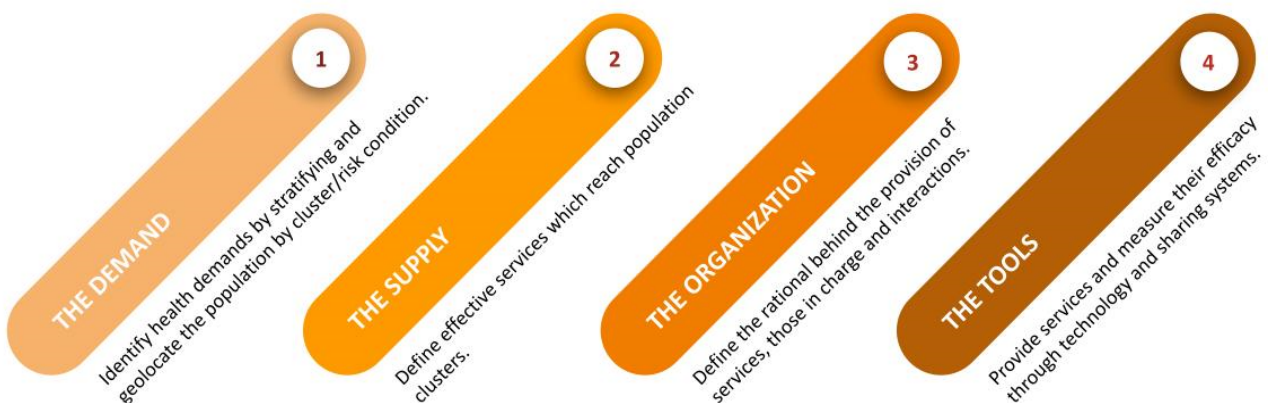 1
THE DEMAND
Identify health demands by stratifying and
geolocate the population by cluster/risk condition.
2
THE SUPPLY
Define effective services which reach population
clusters.
3
THE ORGANIZATION
Define the rational behind the provision of
services, those in charge and interactions.
4
THE TOOLS
Provide services and measure their efficacy
through technology and sharing systems.